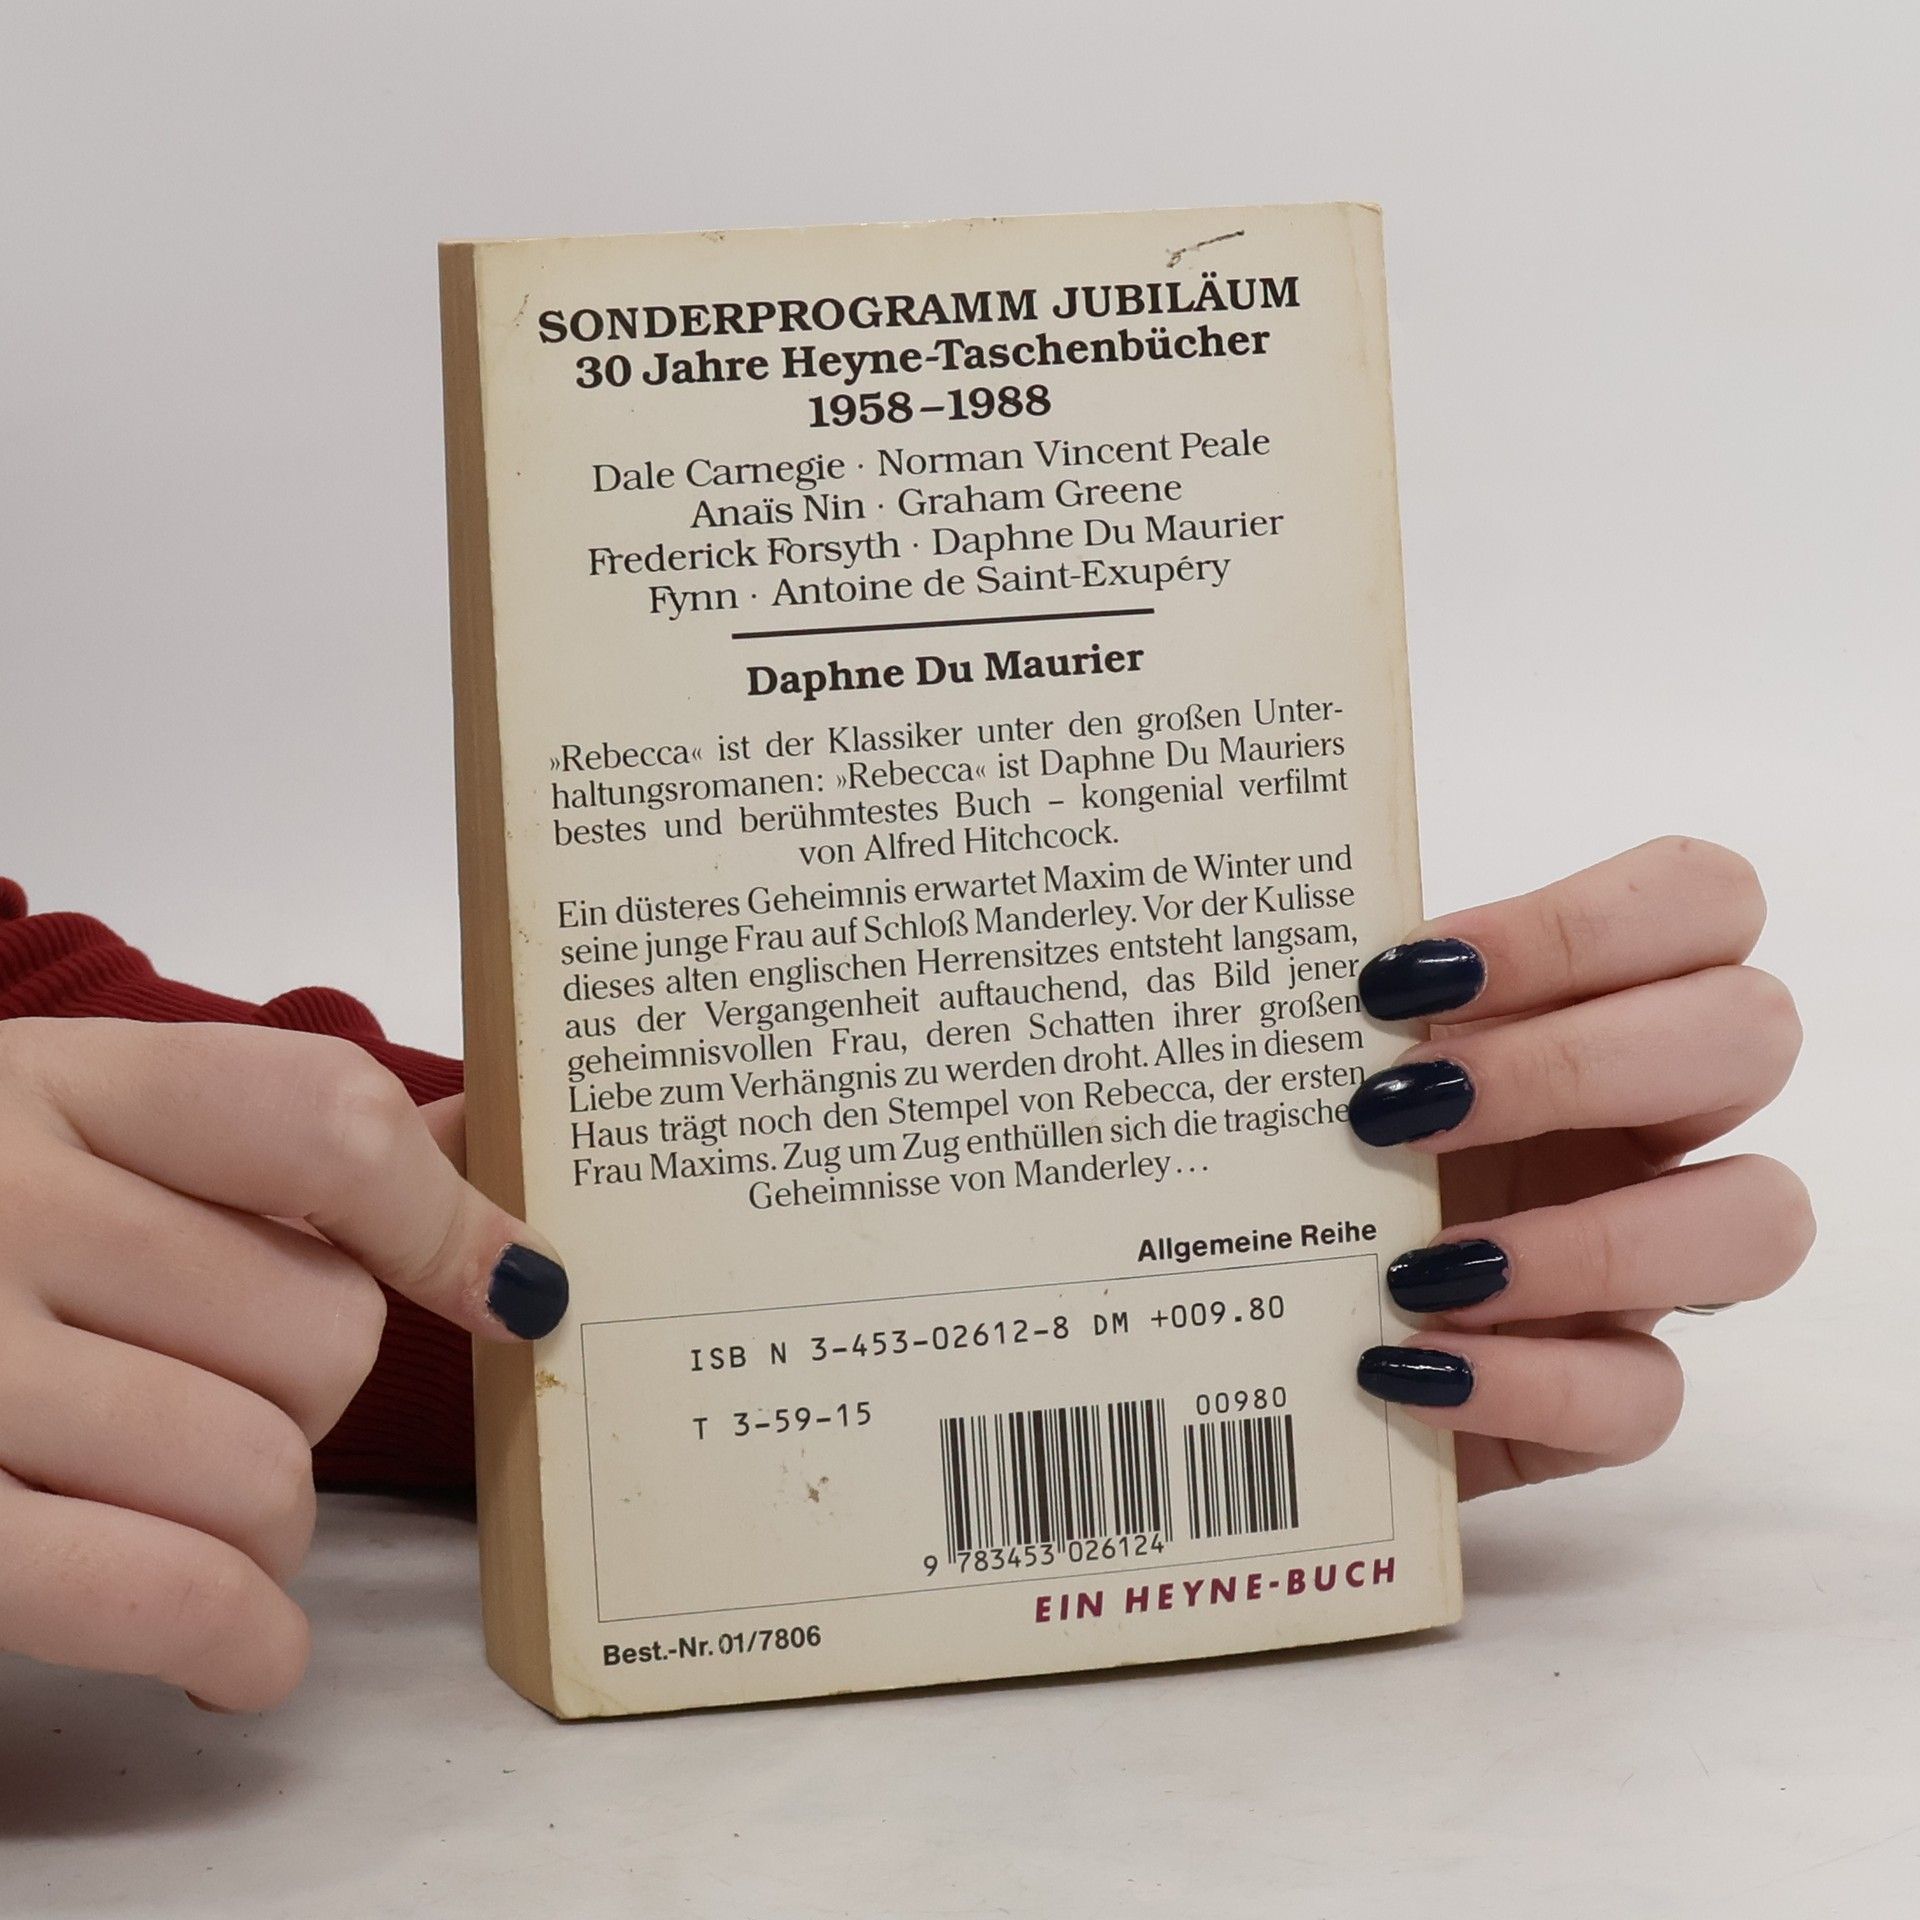 SONDERPROGRAMM JUBILÄUM
30 Jahre Heyne-Taschenbücher
1958–1988
Dale Carnegie · Norman Vincent Peale
Anaïs Nin · Graham Greene
Frederick Forsyth · Daphne Du Maurier
Fynn · Antoine de Saint-Exupéry
Daphne Du Maurier
»Rebecca« ist der Klassiker unter den großen Unter-
haltungsromanen: »Rebecca« ist Daphne Du Mauriers
bestes und berühmtestes Buch – kongenial verfilmt
von Alfred Hitchcock.
Ein düsteres Geheimnis erwartet Maxim de Winter und
seine junge Frau auf Schloß Manderley. Vor der Kulisse
dieses alten englischen Herrensitzes entsteht langsam,
aus der Vergangenheit auftauchend, das Bild jener
geheimnisvollen Frau, deren Schatten ihrer großen
Liebe zum Verhängnis zu werden droht. Alles in diesem
Haus trägt noch den Stempel von Rebecca, der ersten
Frau Maxims. Zug um Zug enthüllen sich die tragische
Geheimnisse von Manderley...
Allgemeine Reihe
ISB N 3-453-02612-8 DM +009.80
T 3-59-15
00980
9 783453 026124
EIN HEYNE-BUCH
Best.-Nr. 01/7806